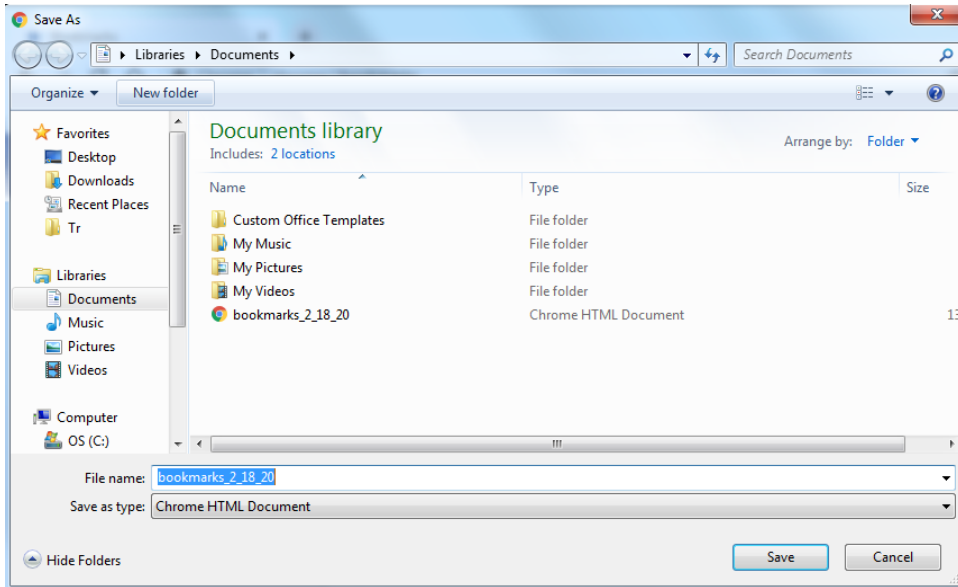 Save As
Libraries Documents
Search Documents
Organize New folder
Favorites
Desktop
Downloads
Recent Places
Tr
Libraries
Documents
Music
Pictures
Videos
Computer
OS (C:)
Documents library
Includes: 2 locations
Arrange by: Folder
Name Type Size
Custom Office Templates File folder
My Music File folder
My Pictures File folder
My Videos File folder
bookmarks_2_18_20 Chrome HTML Document 13
File name: bookmarks_2_18_20
Save as type: Chrome HTML Document
Hide Folders
Save Cancel